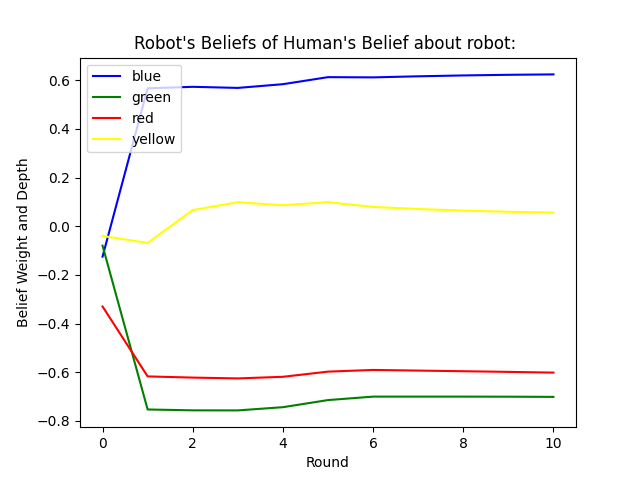 Robot's Beliefs of Human's Belief about robot:
blue
green
red
yellow
Belief Weight and Depth
0.6
0.4
0.2
0.0
−0.2
−0.4
−0.6
−0.8
0 2 4 6 8 10
Round